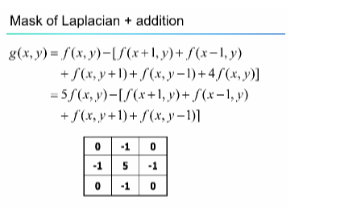 Mask of Laplacian + addition
g(x, y) = f(x, y)−[f(x+1, y)+ f(x−1, y)
+ f(x, y+1)+ f(x, y−1)+4f(x, y)]
= 5f(x, y)−[f(x+1, y)+ f(x−1, y)
+ f(x, y+1)+ f(x, y−1)]
0 -1 0
-1 5 -1
0 -1 0